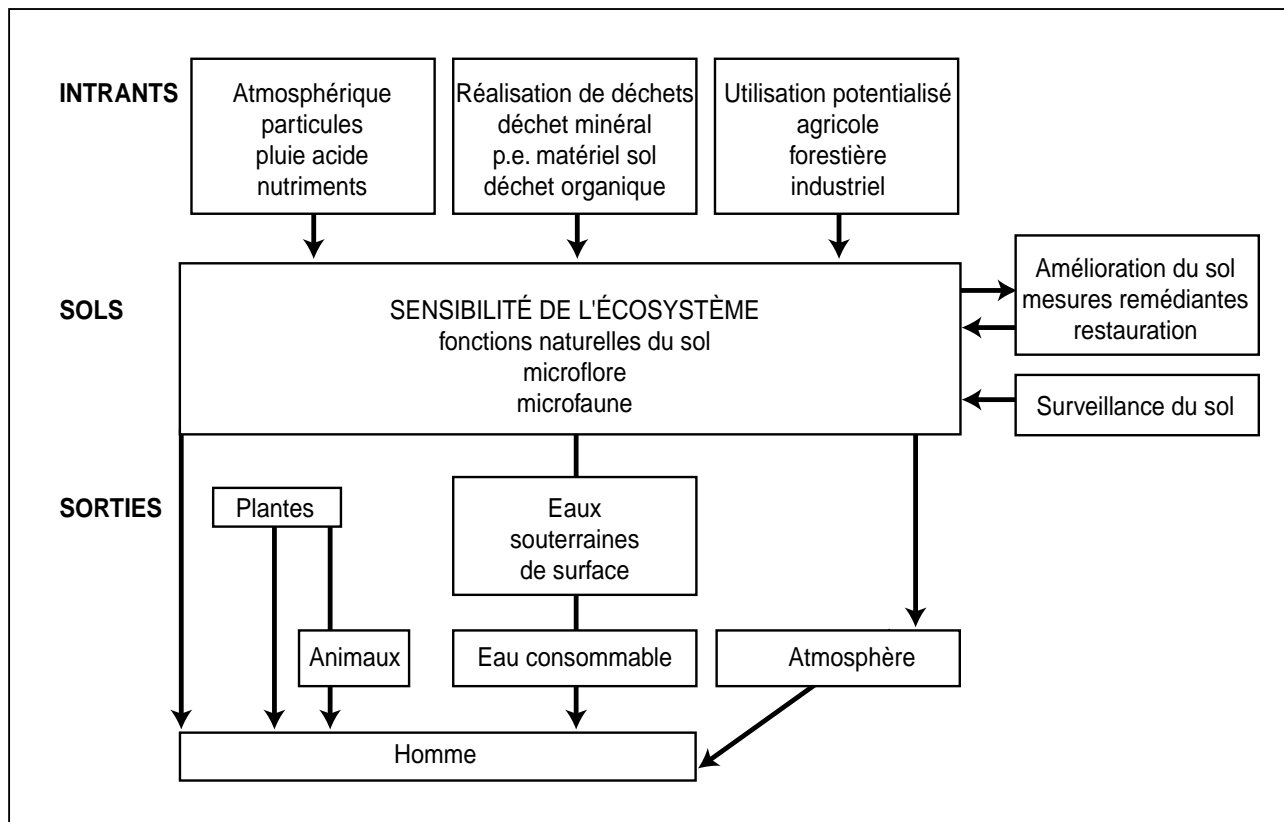 INTRANTS
Atmosphérique
particules
pluie acide
nutriments
Réalisation de déchets
déchet minéral
p.e. matériel sol
déchet organique
Utilisation potentialisé
agricole
forestière
industriel
SOLS
SENSIBILITÉ DE L'ÉCOSYSTÈME
fonctions naturelles du sol
microflore
microfaune
Amélioration du sol
mesures remédiantes
restauration
Surveillance du sol
SORTIES
Plantes
Eaux
souterraines
de surface
Animaux
Eau consommable
Atmosphère
Homme